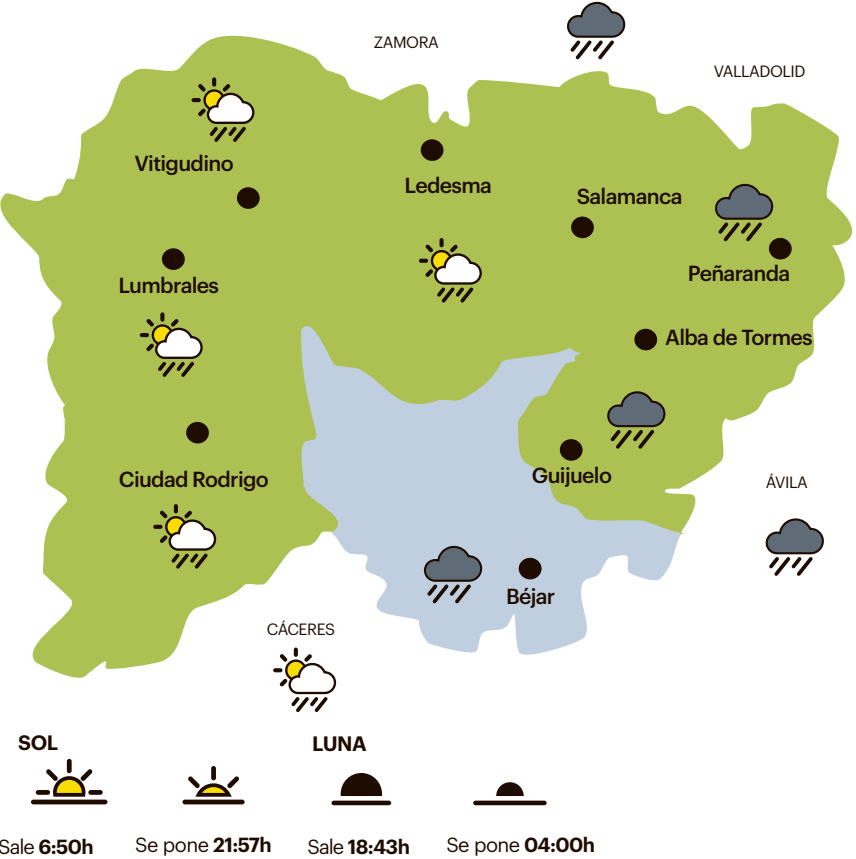 ZAMORA
VALLADOLID
Vitigudino
Ledesma
Salamanca
Peñaranda
Lumbrales
Alba de Tormes
Ciudad Rodrigo
Guijuelo
ÁVILA
Béjar
CÁCERES
SOL
LUNA
Sale 6:50h
Se pone 21:57h
Sale 18:43h
Se pone 04:00h